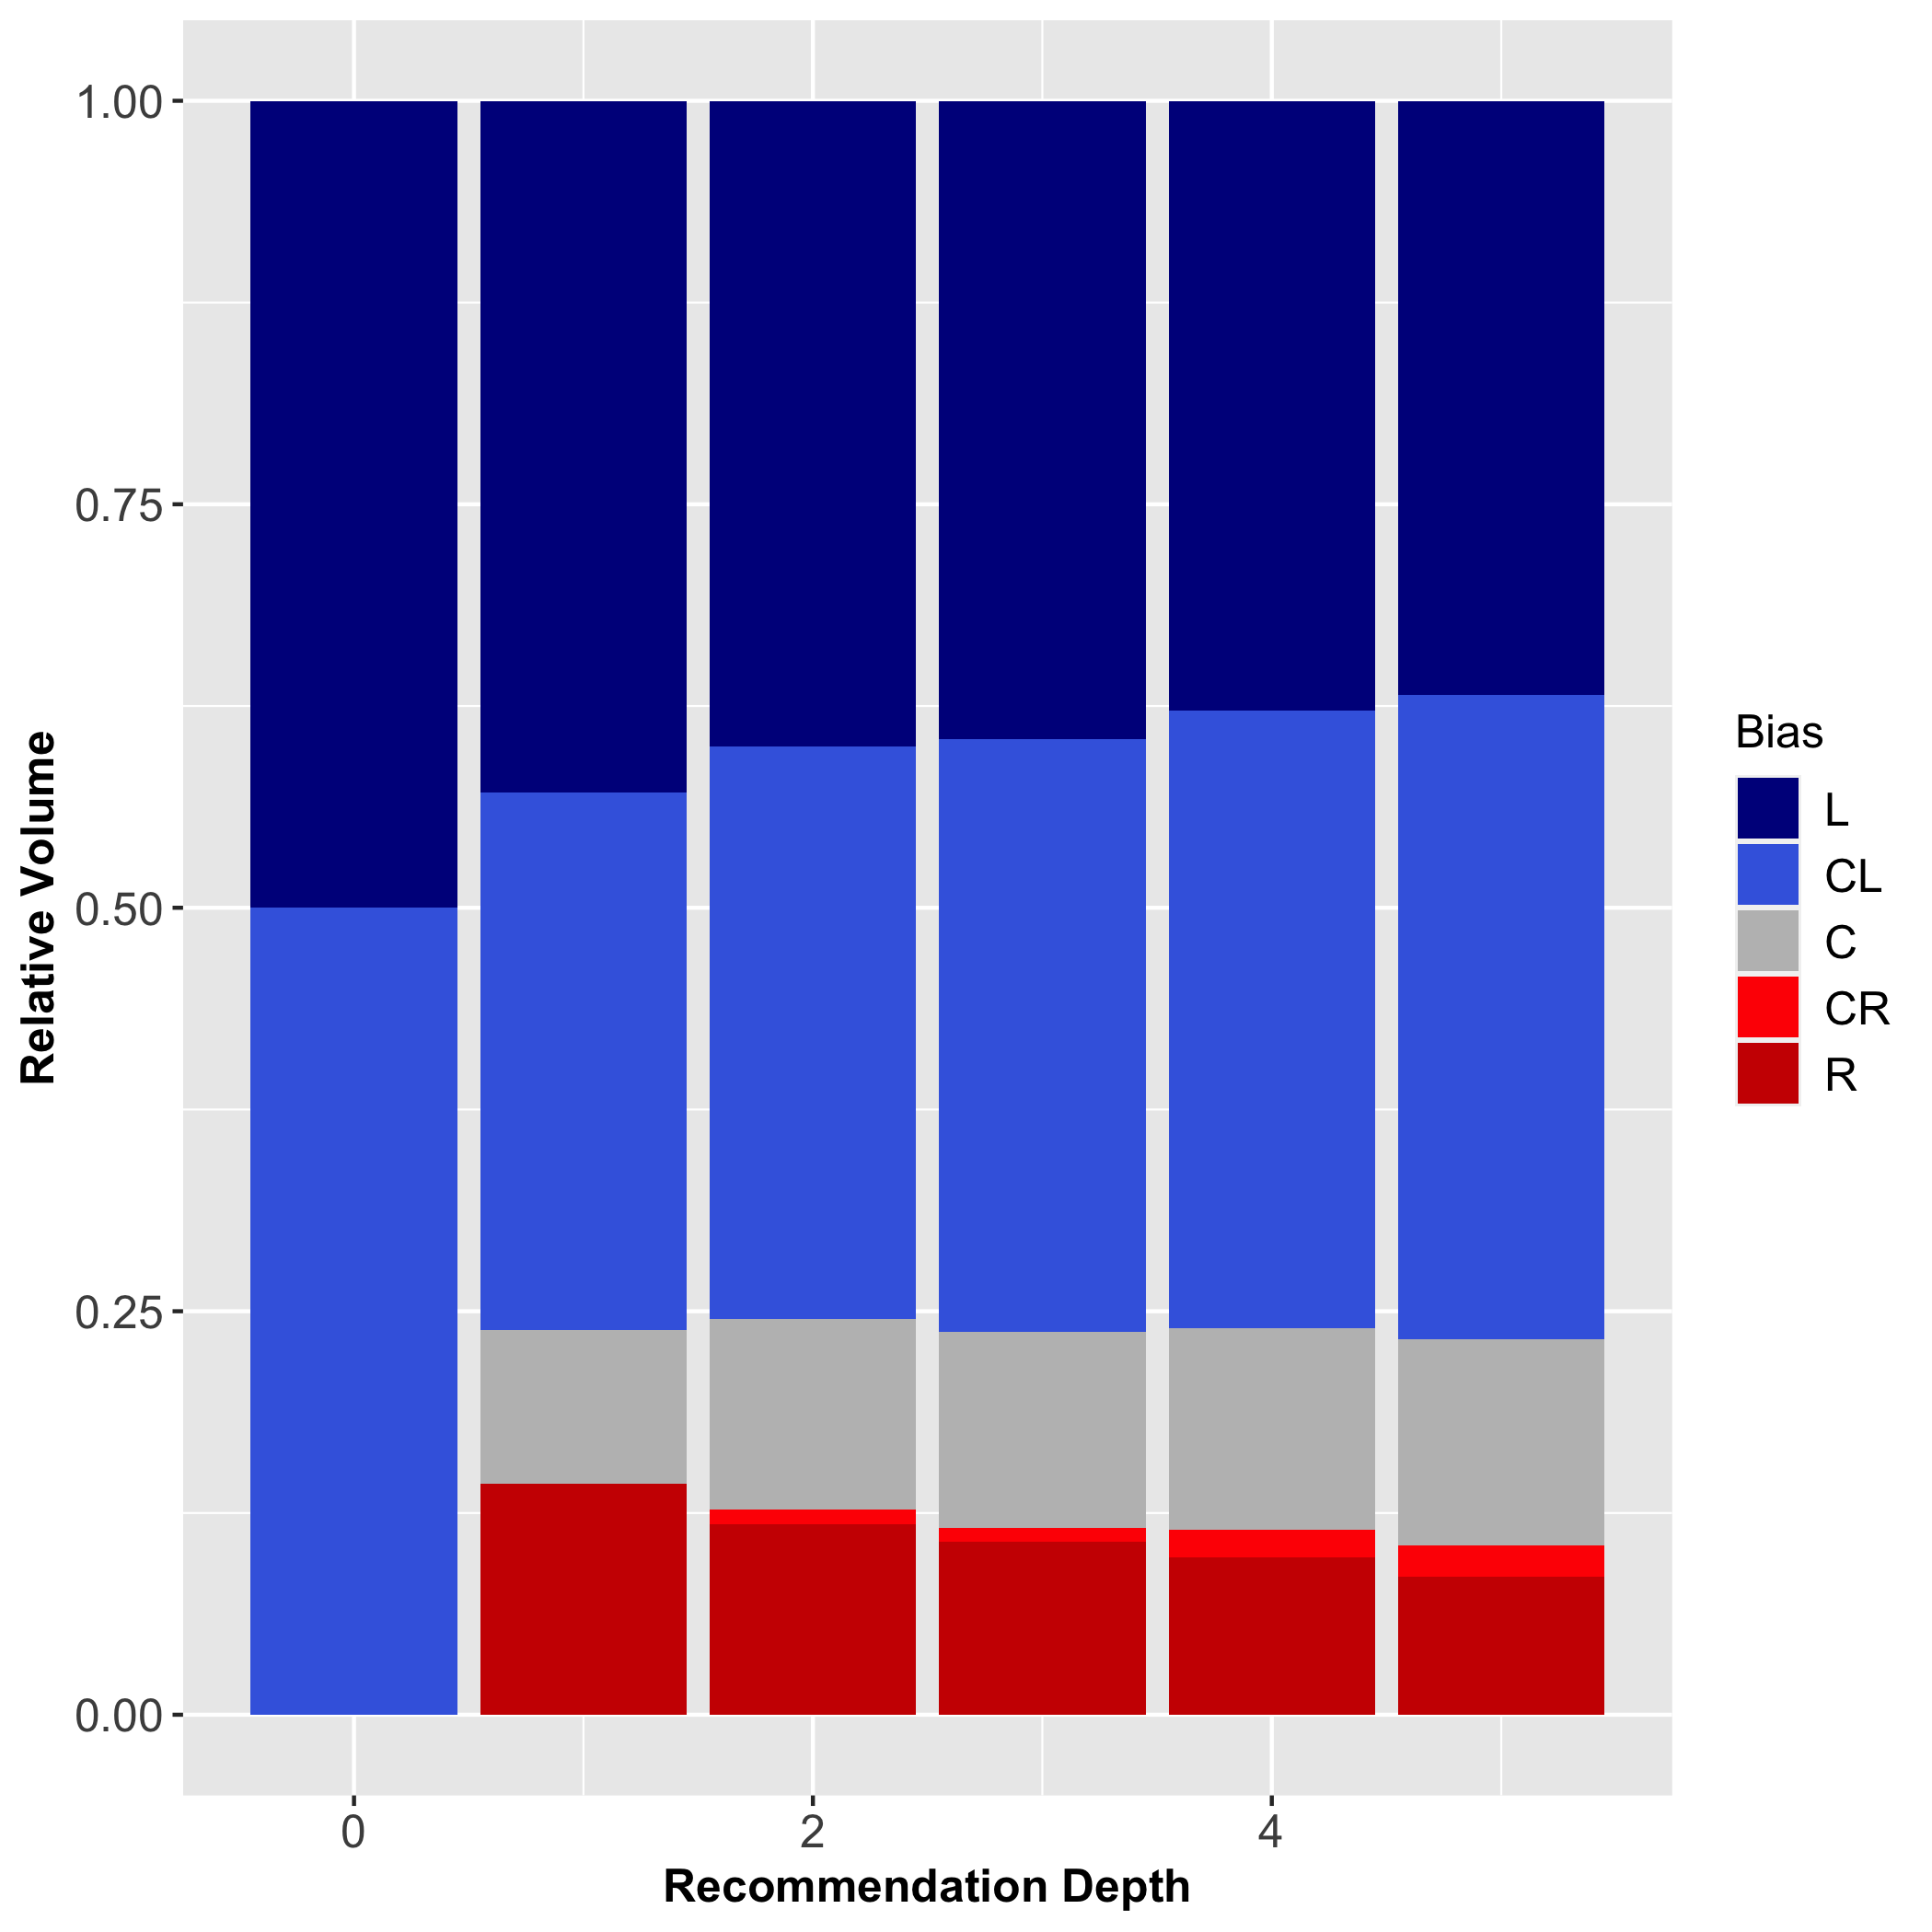 1.00
0.75
0.50
0.25
0.00
Relative Volume
0 2 4
Recommendation Depth
Bias
L
CL
C
CR
R